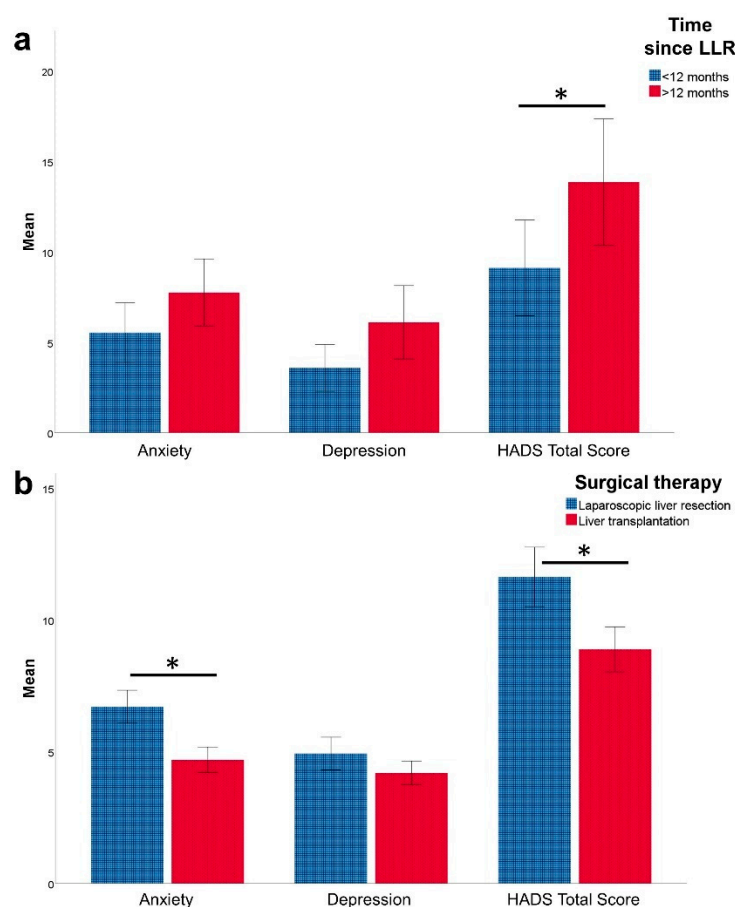 a
Time
since LLR
<12 months
>12 months
*
20
15
10
5
0
Mean
Anxiety
Depression
HADS Total Score
b
Surgical therapy
Laparoscopic liver resection
Liver transplantation
*
*
15
10
5
0
Mean
Anxiety
Depression
HADS Total Score